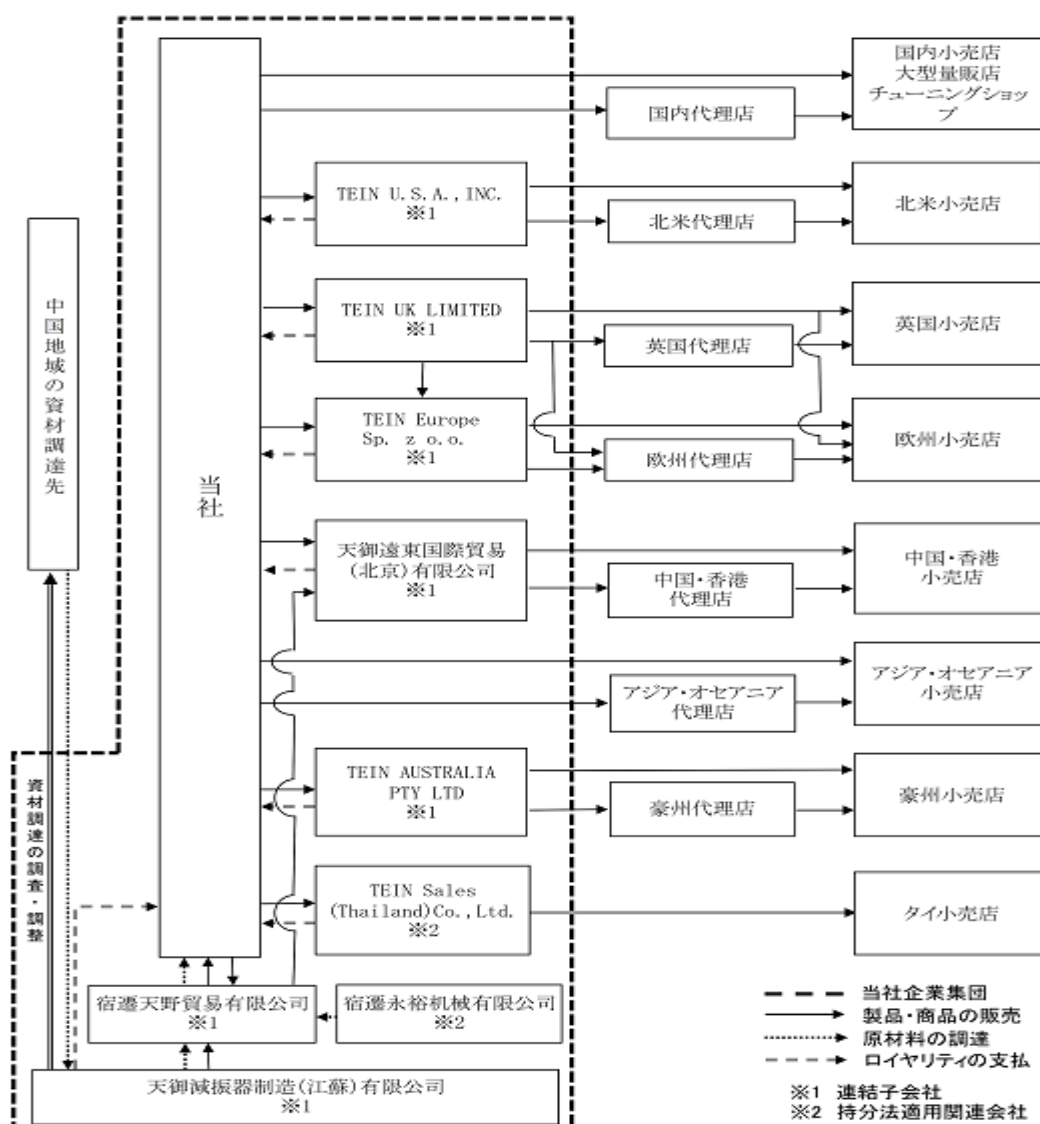 国内小売店
大型量販店
チューニングショッ
プ
国内代理店
TEIN U.S.A.,INC.
※1
北米代理店
北米小売店
中国地域の資材調達先
当社
TEIN UK LIMITED
※1
英国代理店
英国小売店
TEIN Europe
Sp. z o.o.
※1
欧州代理店
欧州小売店
天御遠東国際貿易
(北京)有限公司
※1
中国・香港
代理店
中国・香港
小売店
アジア・オセアニア
代理店
アジア・オセアニア
小売店
資材調達の調査・調整
TEIN AUSTRALIA
PTY LTD
※1
豪州代理店
豪州小売店
TEIN Sales
(Thailand)Co.,Ltd.
※2
タイ小売店
宿遷天野貿易有限公司
※1
宿遷永裕机械有限公司
※2
天御減振器制造(江蘇)有限公司
※1
当社企業集団
製品・商品の販売
原材料の調達
ロイヤリティの支払
※1 連結子会社
※2 持分法適用関連会社